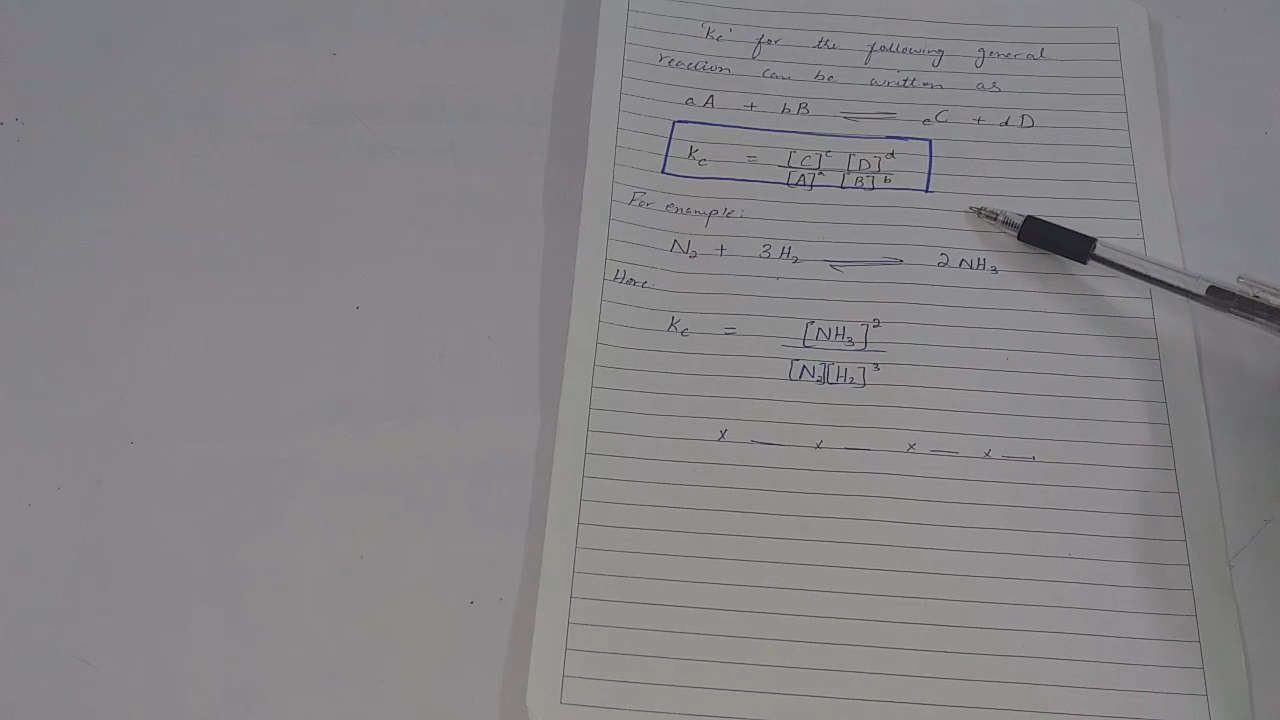 'Kc' for the following general
reaction can be written as
aA + bB ⇌ cC + dD
Kc = [C]^c [D]^d / [A]^a [B]^b
For example:
N₂ + 3H₂ ⇌ 2NH₃
Here:
Kc = [NH₃]² / [N₂][H₂]³
x — x — x — x —